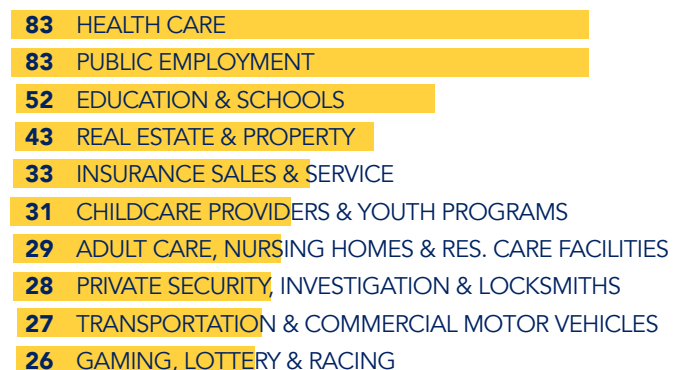 83 HEALTH CARE
83 PUBLIC EMPLOYMENT
52 EDUCATION & SCHOOLS
43 REAL ESTATE & PROPERTY
33 INSURANCE SALES & SERVICE
31 CHILDCARE PROVIDERS & YOUTH PROGRAMS
29 ADULT CARE, NURSING HOMES & RES. CARE FACILITIES
28 PRIVATE SECURITY, INVESTIGATION & LOCKSMITHS
27 TRANSPORTATION & COMMERCIAL MOTOR VEHICLES
26 GAMING, LOTTERY & RACING